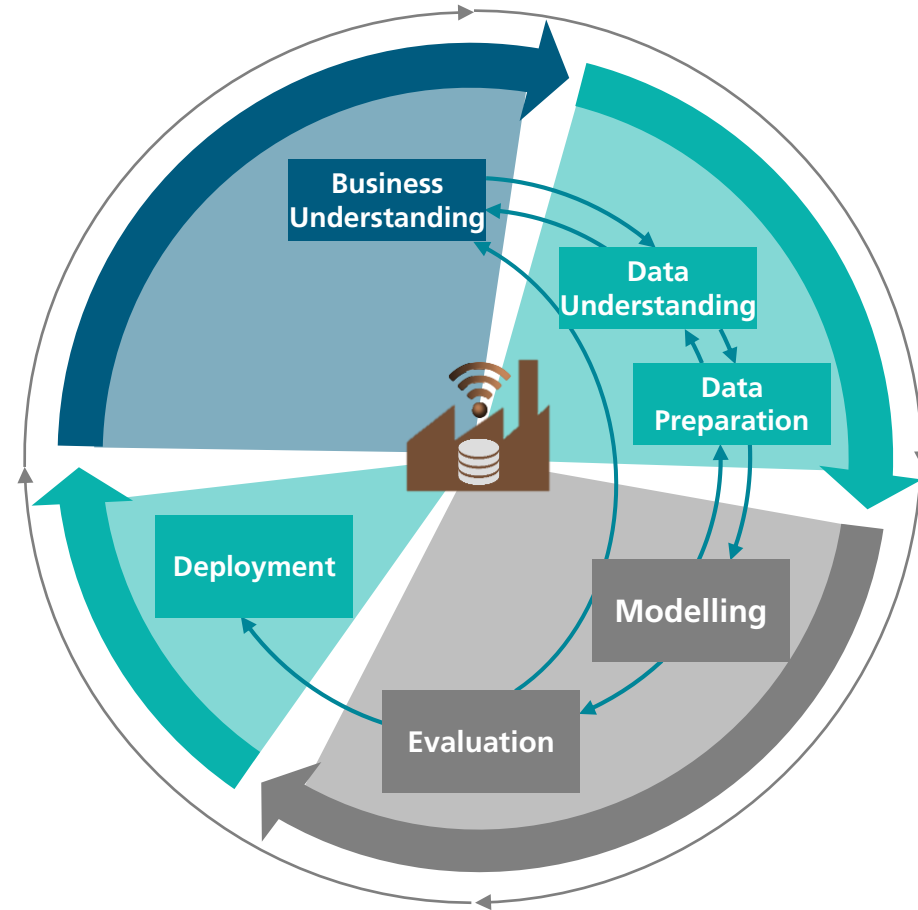 Business
Understanding
Data
Understanding
Data
Preparation
Modelling
Evaluation
Deployment